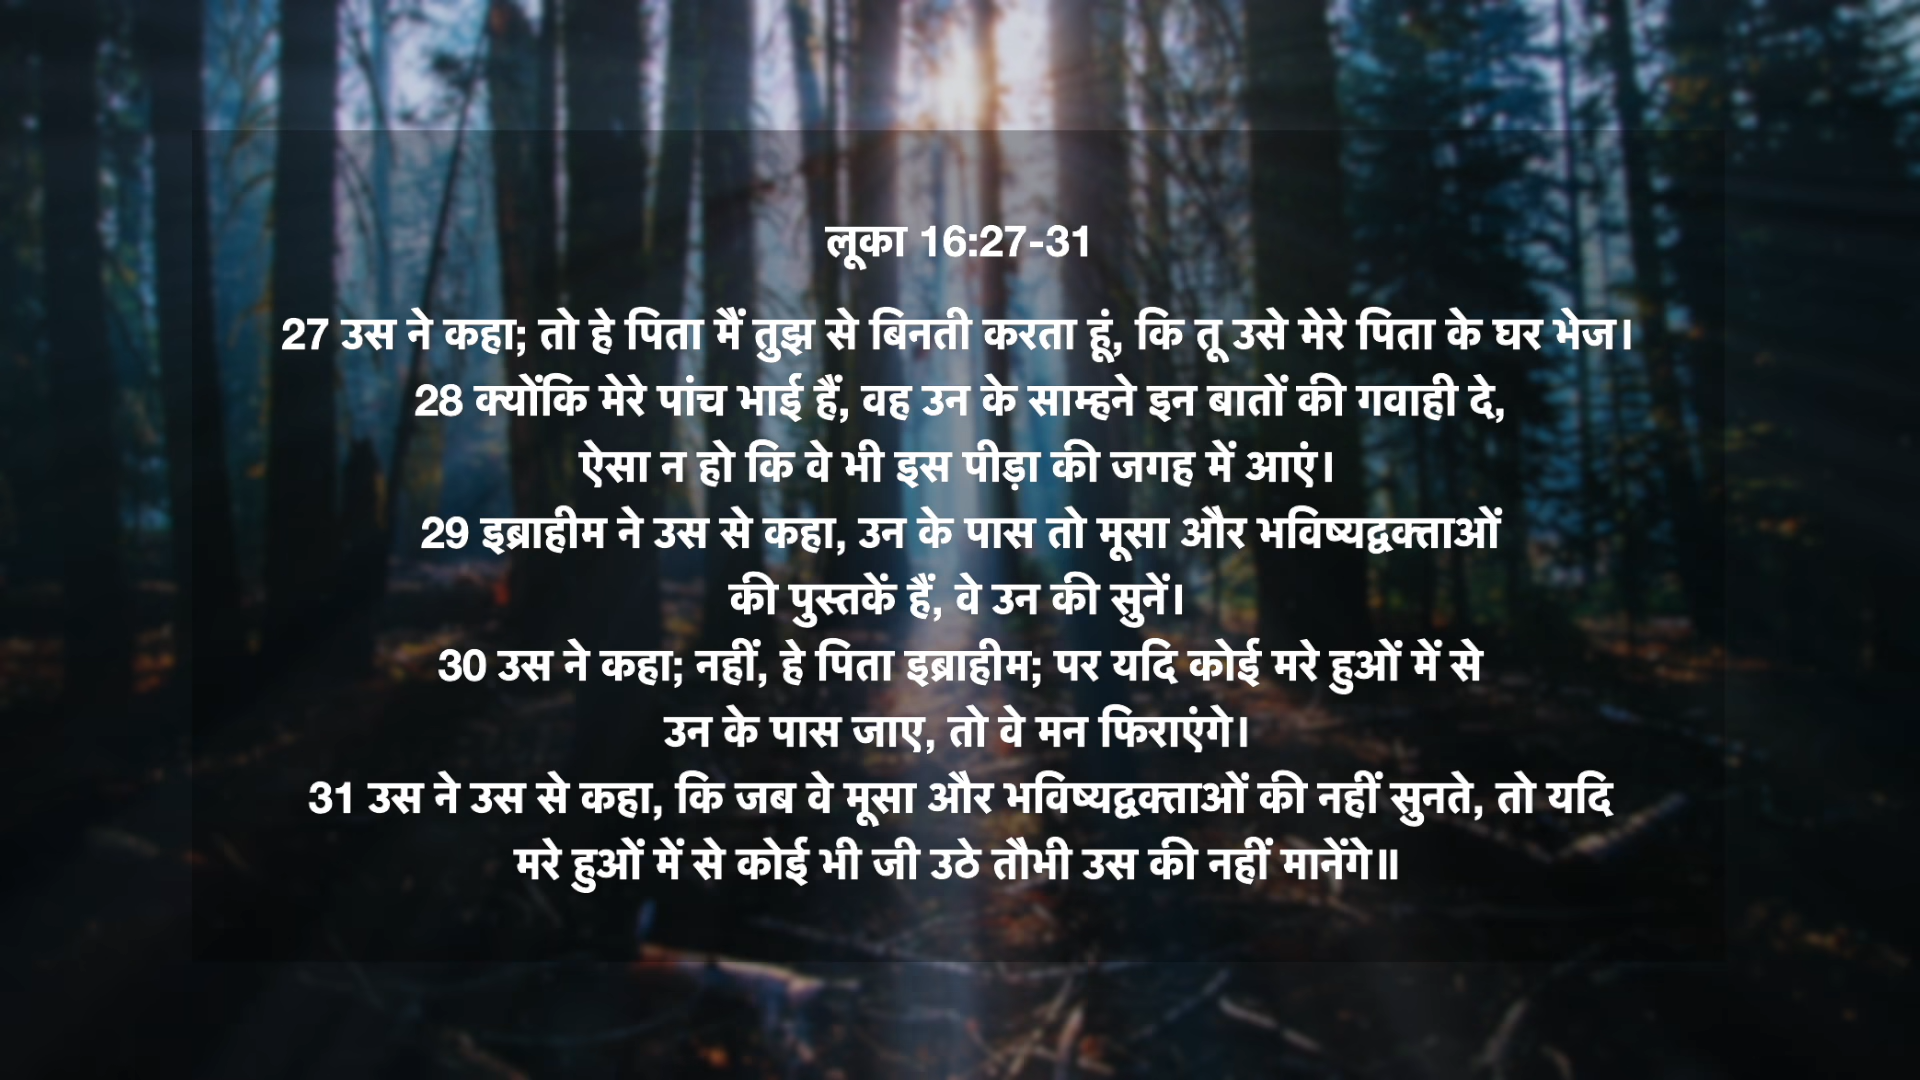 लूका 16:27-31
27 उस ने कहा; तो हे पिता मैं तुझ से बिनती करता हूं, कि तू उसे मेरे पिता के घर भेज।
28 क्योंकि मेरे पांच भाई हैं, वह उन के साम्हने इन बातों की गवाही दे,
ऐसा न हो कि वे भी इस पीड़ा की जगह में आएं।
29 इब्राहीम ने उस से कहा, उन के पास तो मूसा और भविष्यद्वक्ताओं
की पुस्तकें हैं, वे उन की सुनें।
30 उस ने कहा; नहीं, हे पिता इब्राहीम; पर यदि कोई मरे हुओं में से
उन के पास जाए, तो वे मन फिराएंगे।
31 उस ने उस से कहा, कि जब वे मूसा और भविष्यद्वक्ताओं की नहीं सुनते, तो यदि
मरे हुओं में से कोई भी जी उठे तौभी उस की नहीं मानेंगे॥